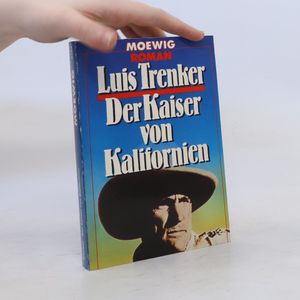 MOEWIG
ROMAN
Luis Trenker
Der Kaiser
von
Kalifornien